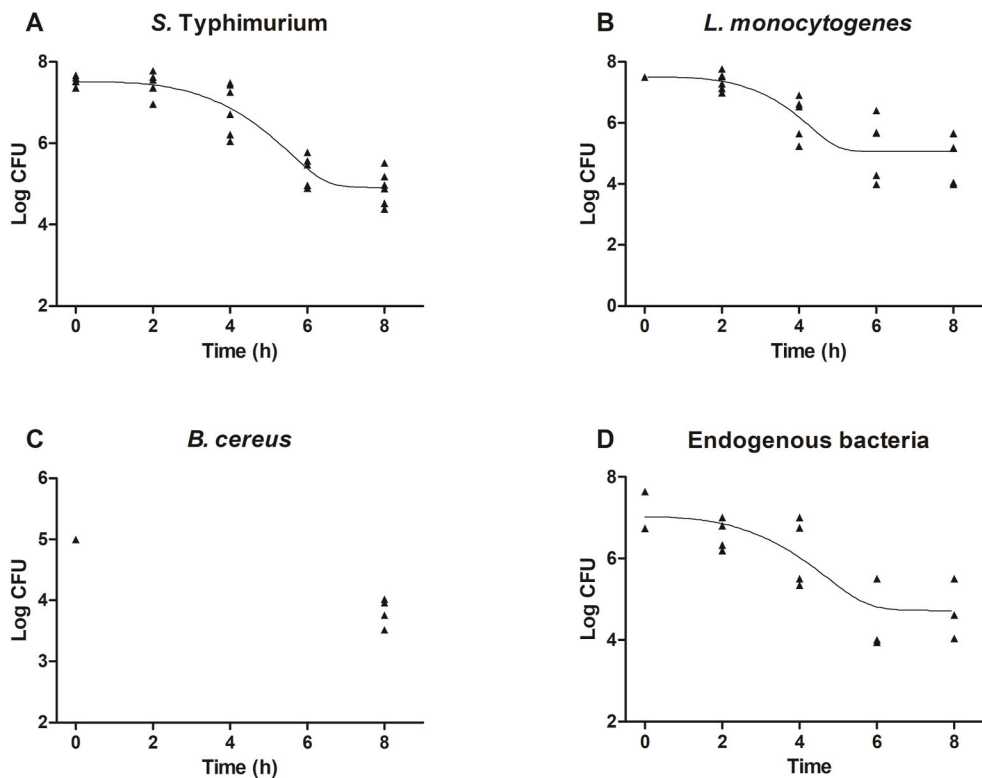 A
S. Typhimurium
8
6
4
2
Log CFU
0 2 4 6 8
Time (h)
B
L. monocytogenes
8
6
4
2
0
Log CFU
0 2 4 6 8
Time (h)
C
B. cereus
6
5
4
3
2
Log CFU
0 2 4 6 8
Time (h)
D
Endogenous bacteria
8
6
4
2
Log CFU
0 2 4 6 8
Time